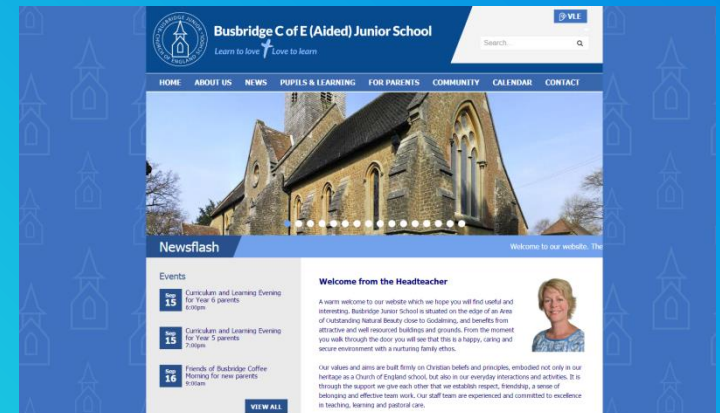 BUSBRIDGE JUNIOR SCHOOL
CHURCH OF ENGLAND
Busbridge C of E (Aided) Junior School
Learn to love Love to learn
VLE
Search...
HOME ABOUT US NEWS PUPILS & LEARNING FOR PARENTS COMMUNITY CALENDAR CONTACT
Newsflash
Welcome to our website. The
Events
Sep 15
Curriculum and Learning Evening
for Year 6 parents
6:00pm
Sep 15
Curriculum and Learning Evening
for Year 5 parents
7:00pm
Sep 16
Friends of Busbridge Coffee
Morning for new parents
9:00am
VIEW ALL
Welcome from the Headteacher
A warm welcome to our website which we hope you will find useful and
interesting. Busbridge Junior School is situated on the edge of an Area
of Outstanding Natural Beauty close to Godalming, and benefits from
attractive and well resourced buildings and grounds. From the moment
you walk through the door you will see that this is a happy, caring and
secure environment with a nurturing family ethos.
Our values and aims are built firmly on Christian beliefs and principles, embodied not only in our
heritage as a Church of England school, but also in our everyday interactions and activities. It is
through the support we give each other that we establish respect, friendship, a sense of
belonging and effective team work. Our staff team are experienced and committed to excellence
in teaching, learning and pastoral care.